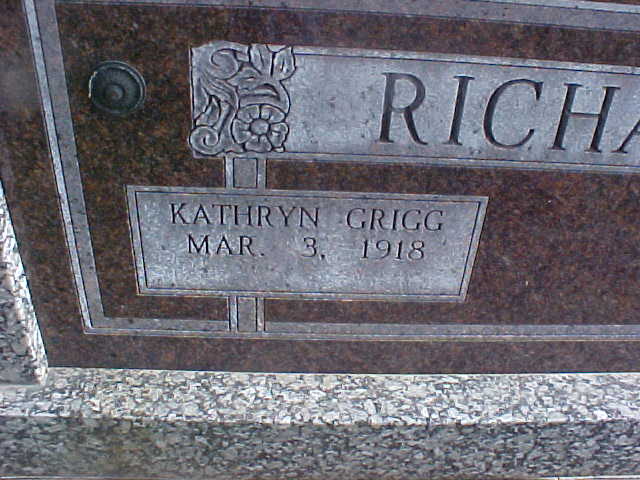 RICHA
KATHRYN GRIGG
MAR. 3, 1918